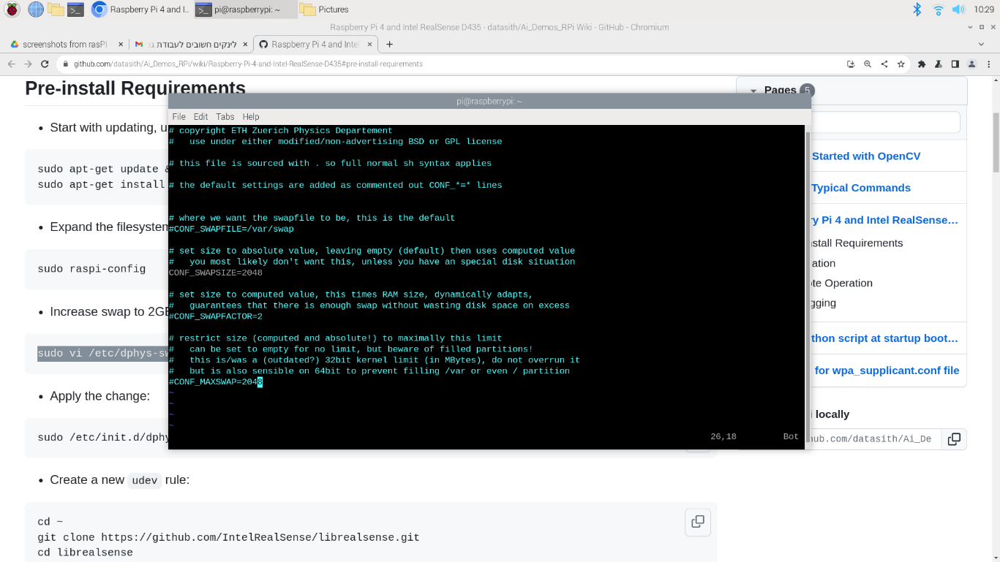 Raspberry Pi 4 and I..
pi@raspberrypi: ~
Pictures
10:29
Raspberry Pi 4 and Intel RealSense D435 · datasith/Ai_Demos_RPi Wiki · GitHub - Chromium
screenshots from rasPI
לינקים חשובים לעבודת גנ
Raspberry Pi 4 and Intel
github.com/datasith/Ai_Demos_RPi/wiki/Raspberry-Pi-4-and-Intel-RealSense-D435#pre-install-requirements
Pre-install Requirements
Pages 5
pi@raspberrypi: ~
File Edit Tabs Help
Start with updating, u
sudo apt-get update &
sudo apt-get install
Expand the filesystem
sudo raspi-config
Increase swap to 2GB
sudo vi /etc/dphys-sw
Apply the change:
sudo /etc/init.d/dphy
# copyright ETH Zuerich Physics Departement
#   use under either modified/non-advertising BSD or GPL license
# this file is sourced with . so full normal sh syntax applies
# the default settings are added as commented out CONF_*=* lines
# where we want the swapfile to be, this is the default
#CONF_SWAPFILE=/var/swap
# set size to absolute value, leaving empty (default) then uses computed value
#   you most likely don't want this, unless you have an special disk situation
CONF_SWAPSIZE=2048
# set size to computed value, this times RAM size, dynamically adapts,
#   guarantees that there is enough swap without wasting disk space on excess
#CONF_SWAPFACTOR=2
# restrict size (computed and absolute!) to maximally this limit
#   can be set to empty for no limit, but beware of filled partitions!
#   this is/was a (outdated?) 32bit kernel limit (in MBytes), do not overrun it
#   but is also sensible on 64bit to prevent filling /var or even / partition
#CONF_MAXSWAP=2048
~
~
~
~
26,18 Bot
Started with OpenCV
Typical Commands
y Pi 4 and Intel RealSense…
nstall Requirements
ation
ote Operation
gging
thon script at startup boot…
for wpa_supplicant.conf file
i locally
hub.com/datasith/Ai_De
Create a new udev rule:
cd ~
git clone https://github.com/IntelRealSense/librealsense.git
cd librealsense